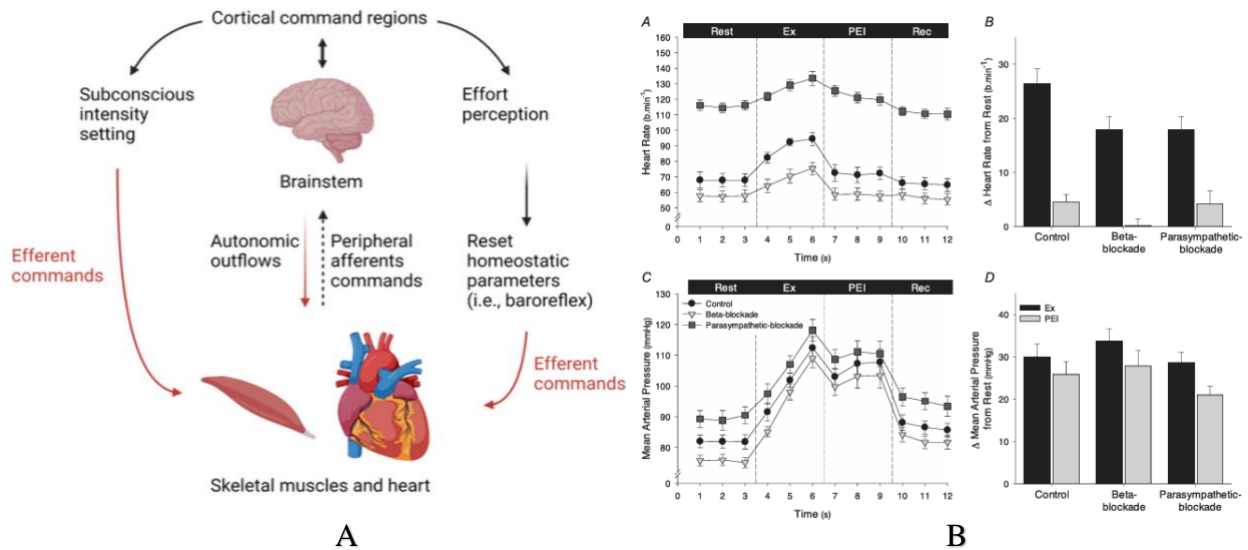 Cortical command regions
Subconscious
intensity
setting
Brainstem
Effort
perception
Efferent
commands
Autonomic
outflows
Peripheral
afferents
commands
Reset
homeostatic
parameters
(i.e., baroreflex)
Efferent
commands
Skeletal muscles and heart
A
A
Rest Ex PEI Rec
Heart Rate (b.min⁻¹)
160
150
140
130
120
110
100
90
80
70
60
50
0
0 1 2 3 4 5 6 7 8 9 10 11 12
Time (s)
B
Δ Heart Rate from Rest (b.min⁻¹)
30
20
10
0
Control Beta-
blockade Parasympathetic-
blockade
C
Rest Ex PEI Rec
Control
Beta-blockade
Parasympathetic-blockade
Mean Arterial Pressure (mmHg)
130
120
110
100
90
80
0
0 1 2 3 4 5 6 7 8 9 10 11 12
Time (s)
D
Ex
PEI
Δ Mean Arterial Pressure
from Rest (mmHg)
40
30
20
10
0
Control Beta-
blockade Parasympathetic-
blockade
B